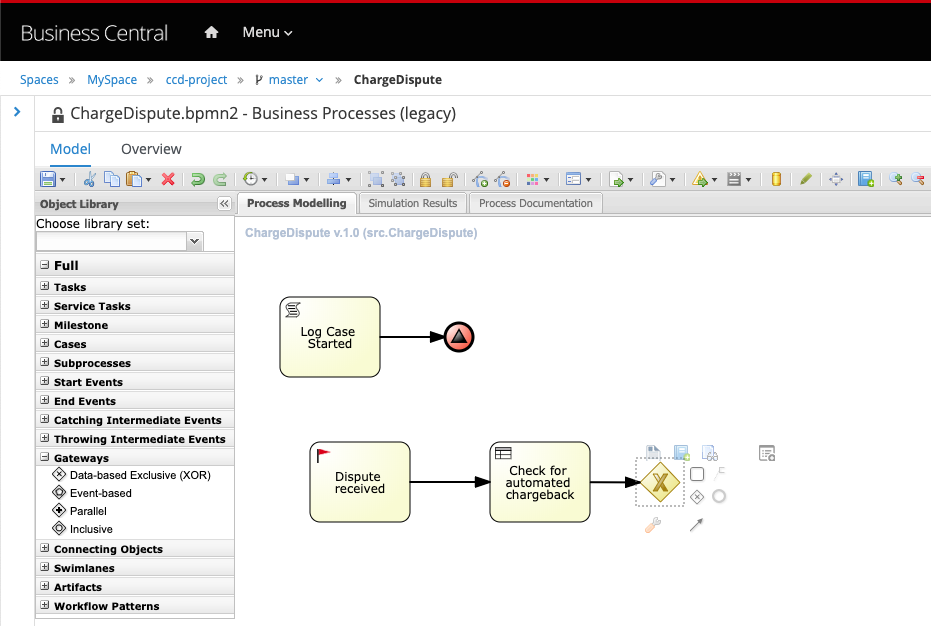 Business Central
Menu
Spaces » MySpace » ccd-project » master » ChargeDispute
ChargeDispute.bpmn2 - Business Processes (legacy)
Model Overview
Object Library
Process Modelling Simulation Results Process Documentation
Choose library set:
ChargeDispute v.1.0 (src.ChargeDispute)
Full
Tasks
Service Tasks
Milestone
Cases
Subprocesses
Start Events
End Events
Catching Intermediate Events
Throwing Intermediate Events
Gateways
Data-based Exclusive (XOR)
Event-based
Parallel
Inclusive
Connecting Objects
Swimlanes
Artifacts
Workflow Patterns
Log Case
Started
Dispute
received
Check for
automated
chargeback